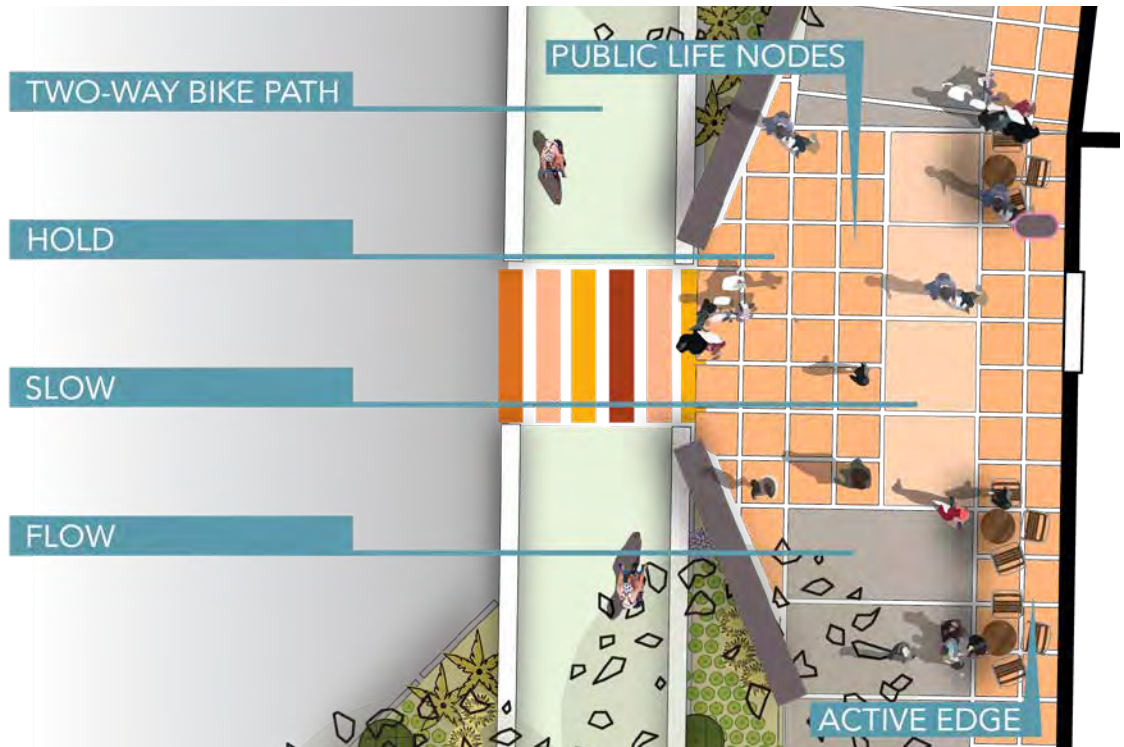 PUBLIC LIFE NODES
TWO-WAY BIKE PATH
HOLD
SLOW
FLOW
ACTIVE EDGE